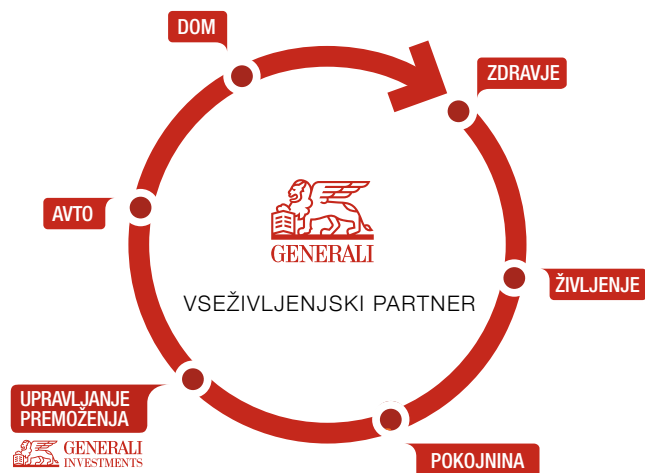 DOM
ZDRAVJE
AVTO
GENERALI
VSEŽIVLJENJSKI PARTNER
ŽIVLJENJE
UPRAVLJANJE
PREMOŽENJA
GENERALI
INVESTMENTS
POKOJNINA